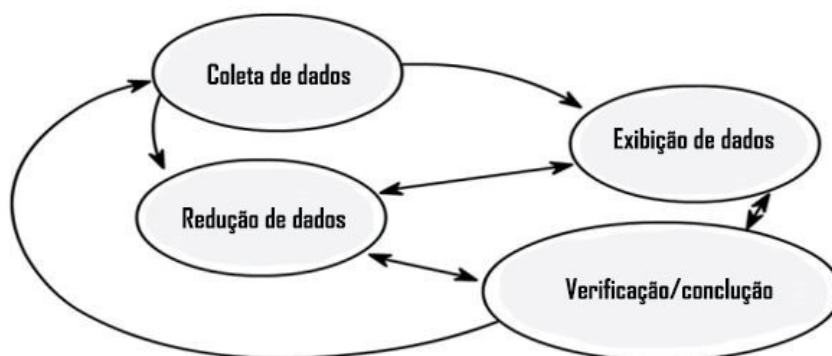 Coleta de dados
Exibição de dados
Redução de dados
Verificação/conclução